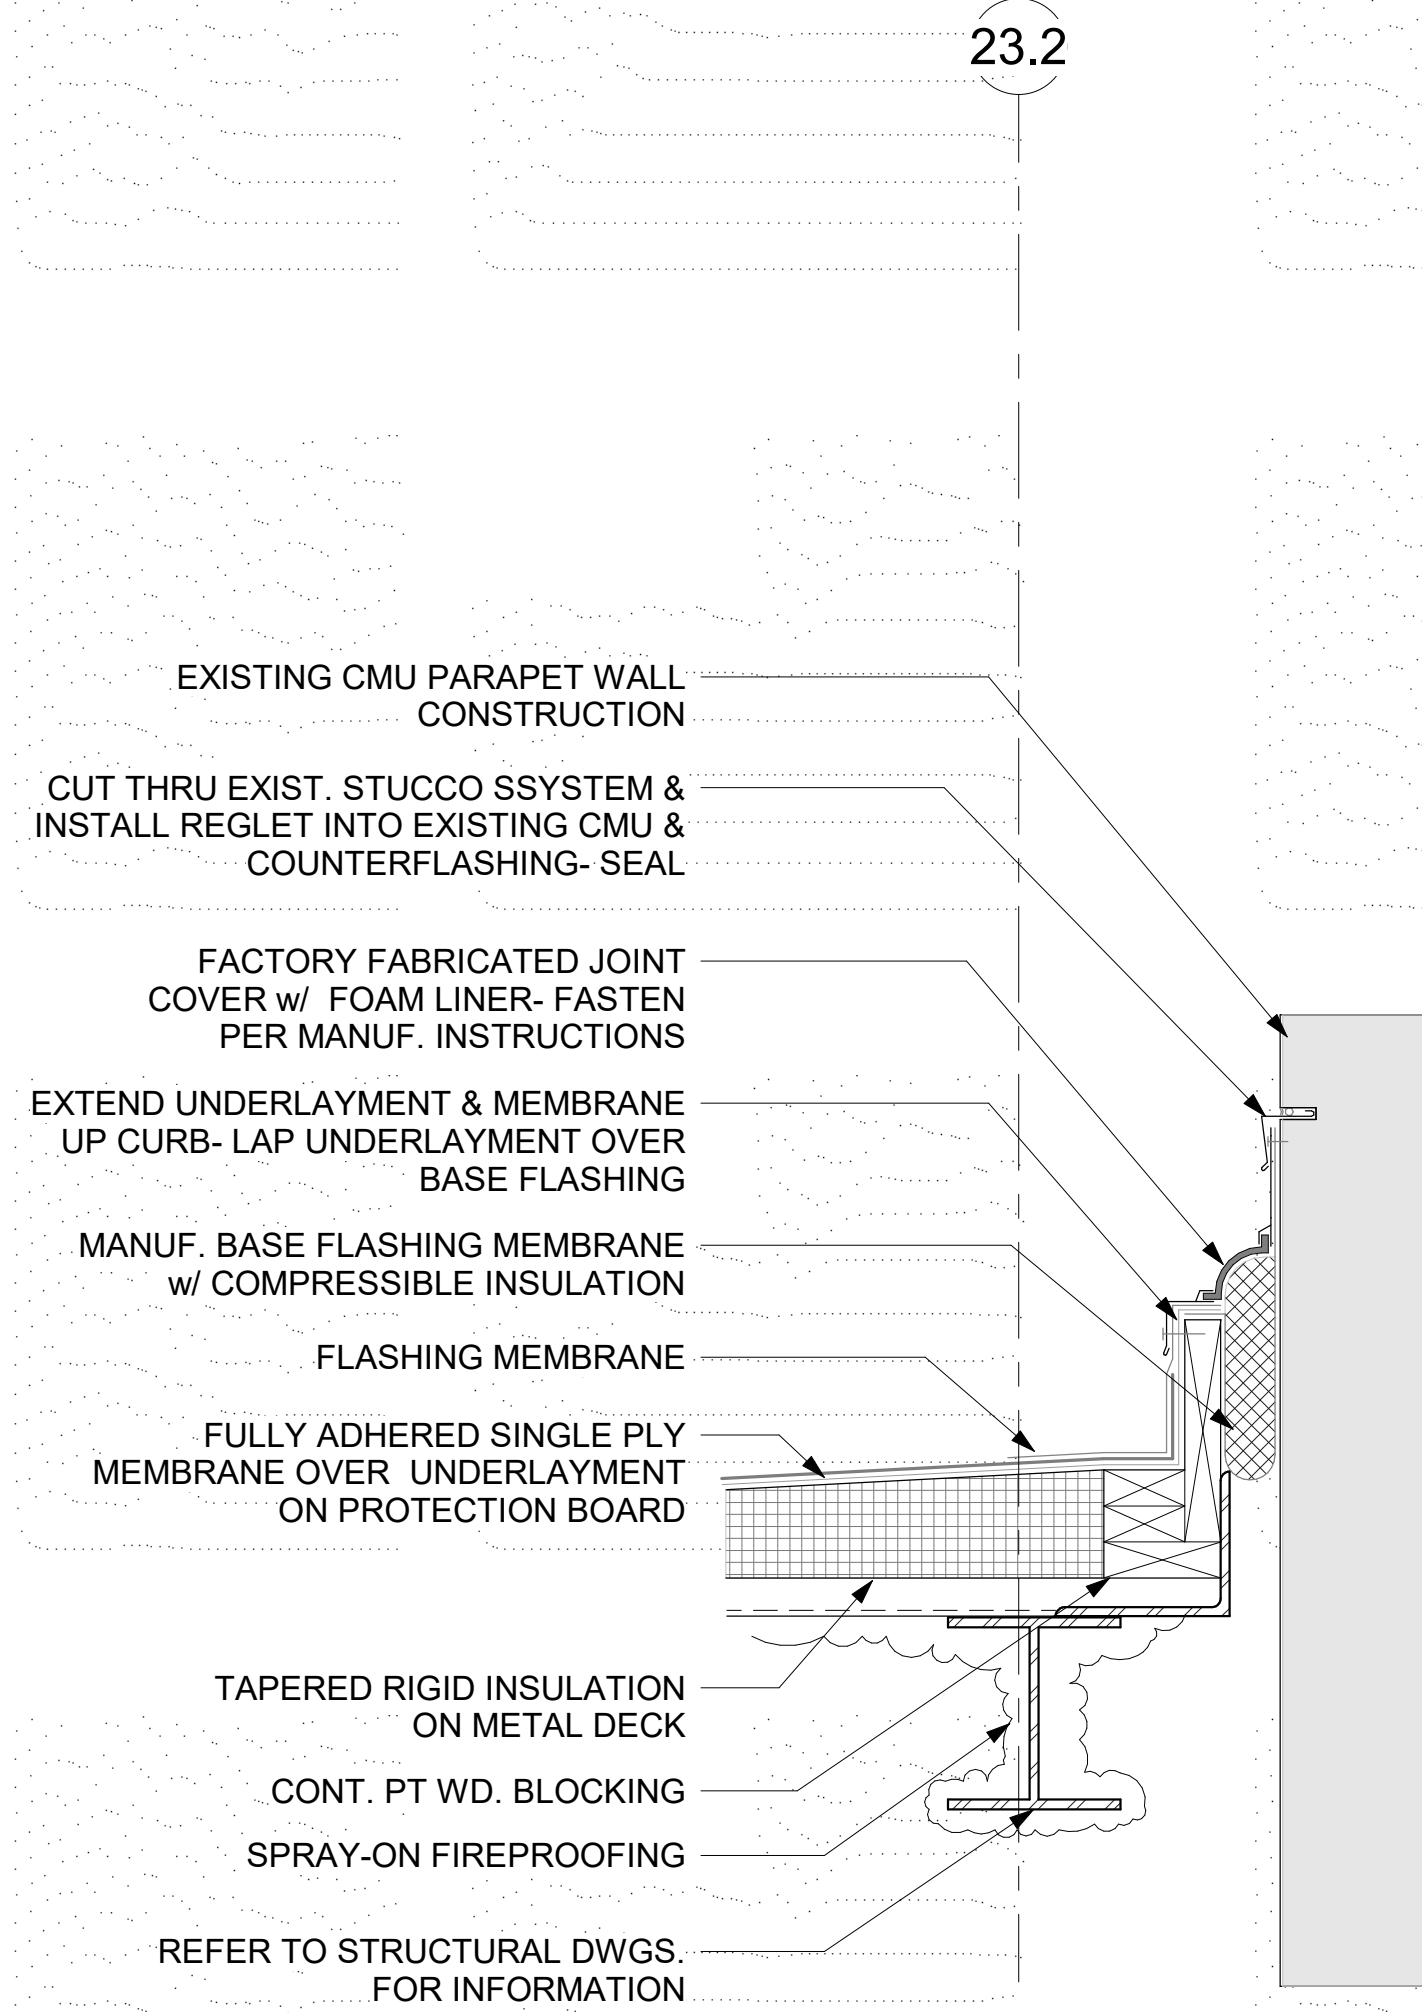 23.2
EXISTING CMU PARAPET WALL
CONSTRUCTION
CUT THRU EXIST. STUCCO SSYSTEM &
INSTALL REGLET INTO EXISTING CMU &
COUNTERFLASHING- SEAL
FACTORY FABRICATED JOINT
COVER w/ FOAM LINER- FASTEN
PER MANUF. INSTRUCTIONS
EXTEND UNDERLAYMENT & MEMBRANE
UP CURB- LAP UNDERLAYMENT OVER
BASE FLASHING
MANUF. BASE FLASHING MEMBRANE
w/ COMPRESSIBLE INSULATION
FLASHING MEMBRANE
FULLY ADHERED SINGLE PLY
MEMBRANE OVER UNDERLAYMENT
ON PROTECTION BOARD
TAPERED RIGID INSULATION
ON METAL DECK
CONT. PT WD. BLOCKING
SPRAY-ON FIREPROOFING
REFER TO STRUCTURAL DWGS.
FOR INFORMATION